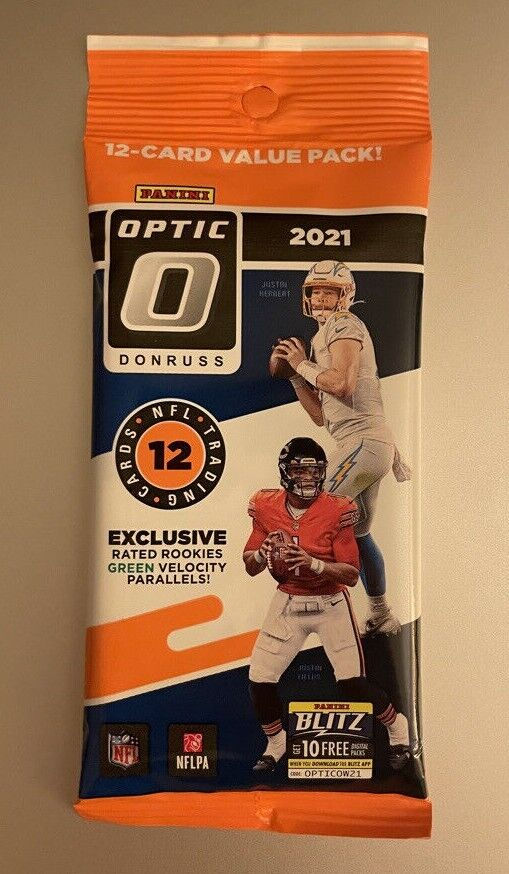 12-CARD VALUE PACK!
PANINI
OPTIC
2021
O
DONRUSS
JUSTIN
HERBERT
NFL TRADING CARDS
12
EXCLUSIVE
RATED ROOKIES
GREEN VELOCITY
PARALLELS!
1
JUSTIN
FIELDS
NFL
NFLPA
PANINI
BLITZ
GET 10 FREE DIGITAL PACKS
WHEN YOU DOWNLOAD THE BLITZ APP
CODE: OPTICOW21